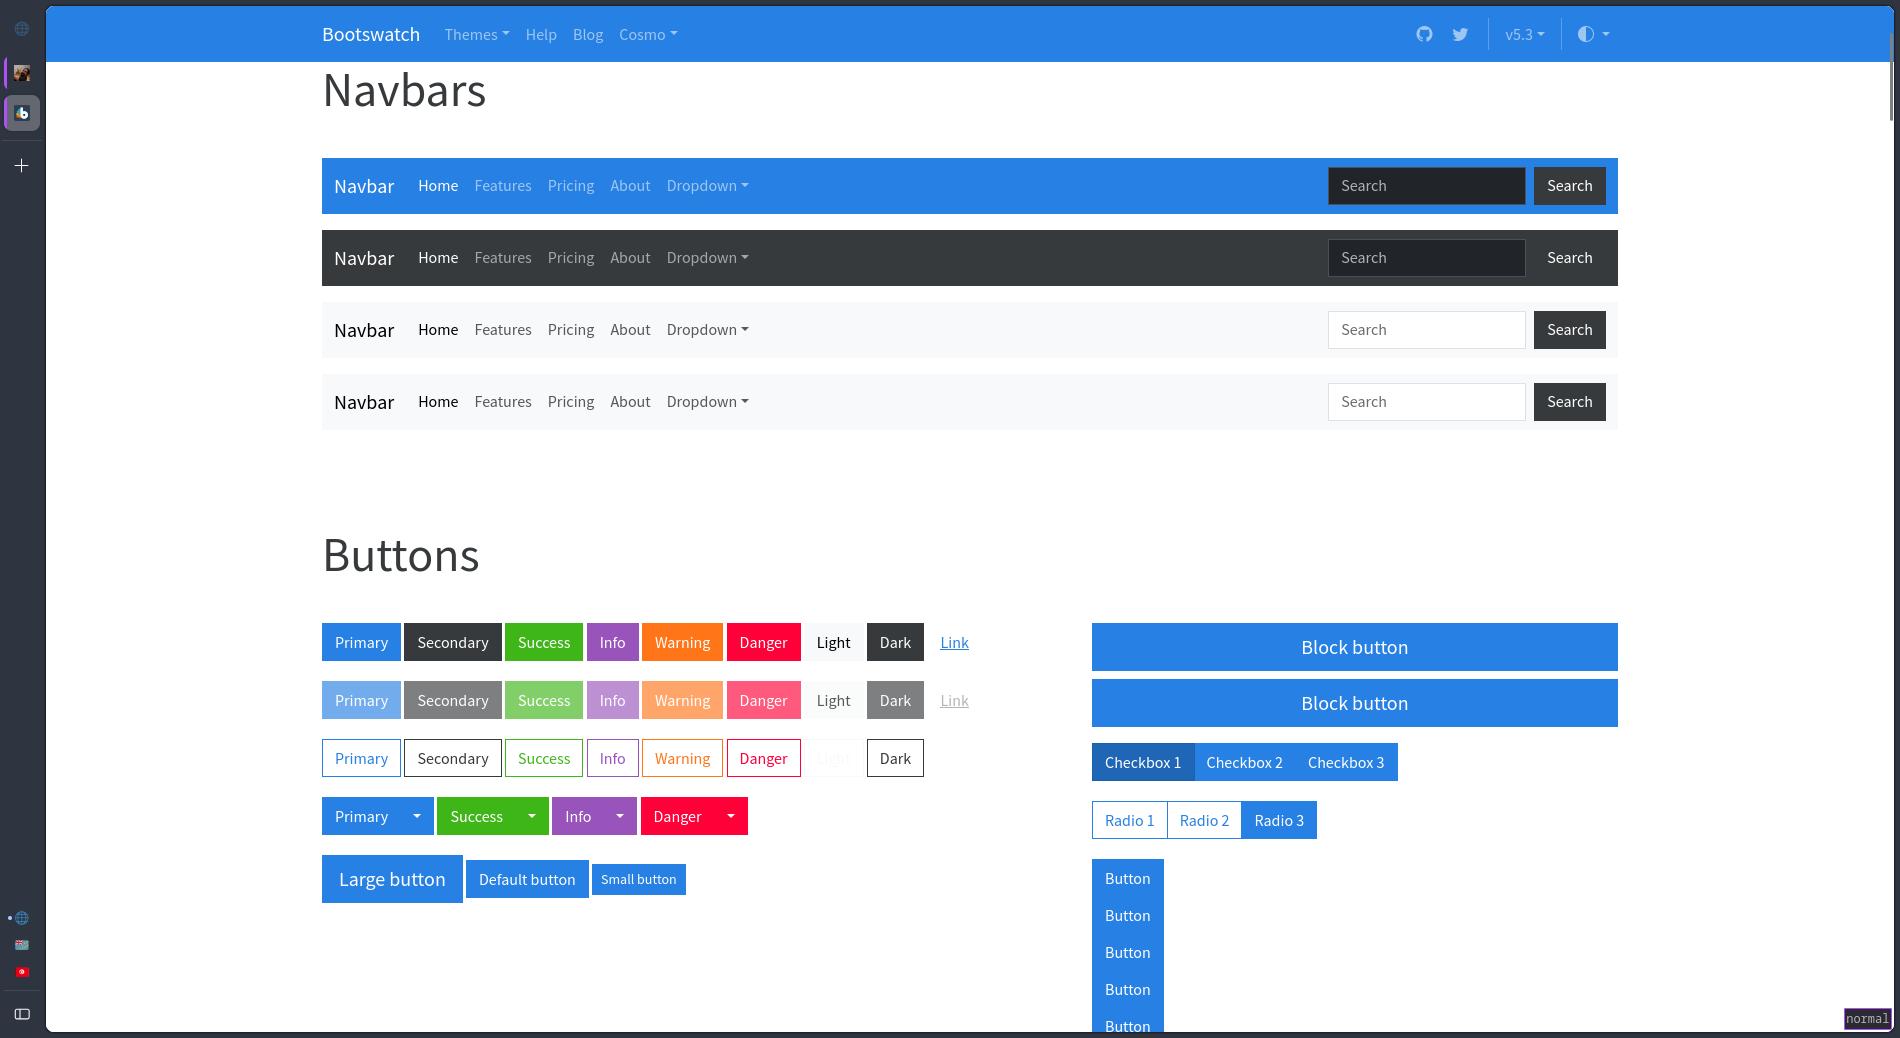 Bootswatch Themes Help Blog Cosmo v5.3
Navbars
Navbar Home Features Pricing About Dropdown Search Search
Navbar Home Features Pricing About Dropdown Search Search
Navbar Home Features Pricing About Dropdown Search Search
Navbar Home Features Pricing About Dropdown Search Search
Buttons
Primary Secondary Success Info Warning Danger Light Dark Link
Primary Secondary Success Info Warning Danger Light Dark Link
Primary Secondary Success Info Warning Danger Light Dark
Primary Success Info Danger
Large button Default button Small button
Block button
Block button
Checkbox 1 Checkbox 2 Checkbox 3
Radio 1 Radio 2 Radio 3
Button
Button
Button
Button
Button
normal